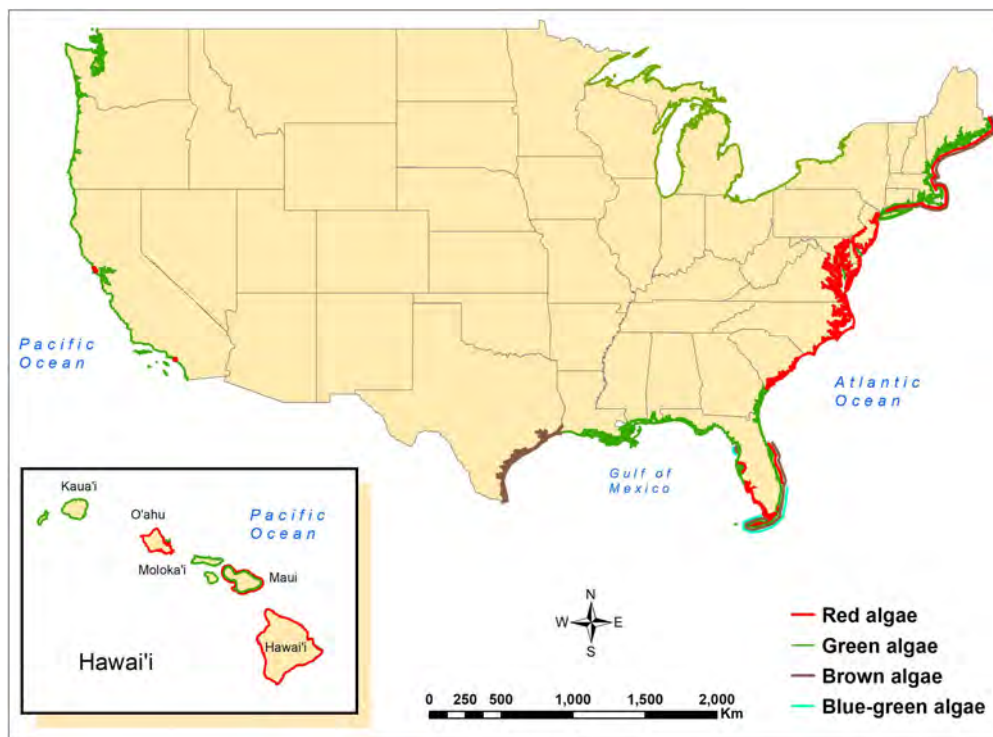 Pacific
Ocean
Atlantic
Ocean
Gulf of
Mexico
Kaua'i
O'ahu
Pacific
Ocean
Moloka'i
Maui
Hawai'i
Hawai'i
N
W E
S
Red algae
Green algae
Brown algae
Blue-green algae
0 250 500 1,000 1,500 2,000
Km